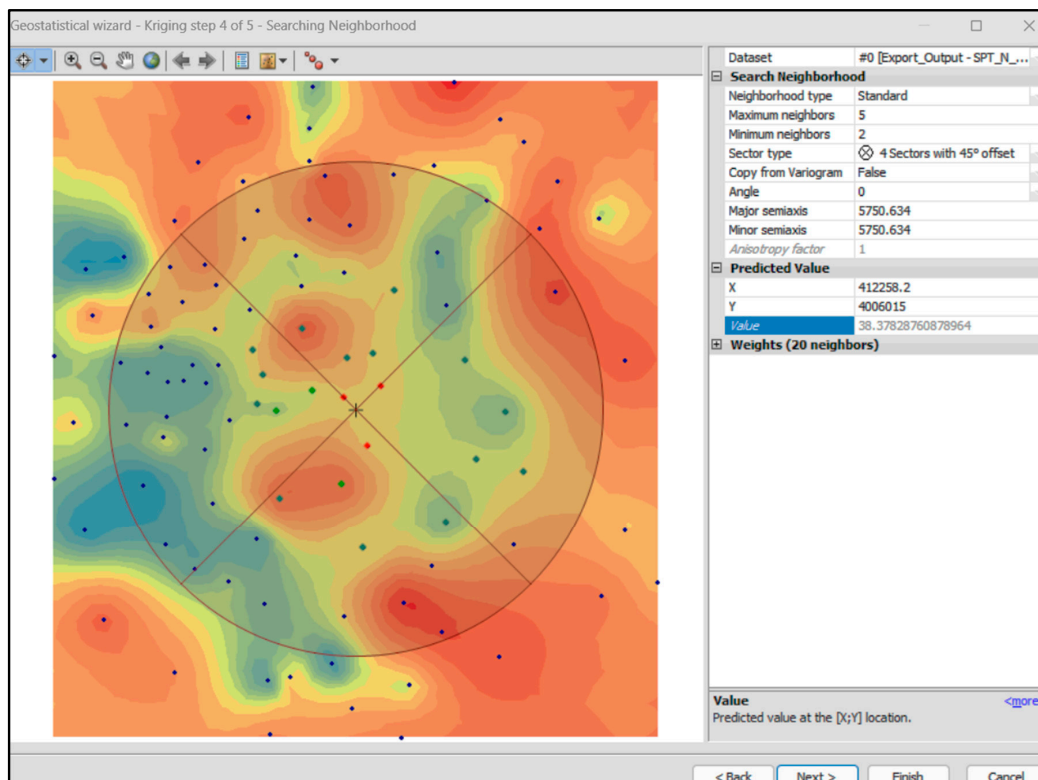 Geostatistical wizard - Kriging step 4 of 5 - Searching Neighborhood
Dataset #0 [Export_Output - SPT_N_...
Search Neighborhood
Neighborhood type Standard
Maximum neighbors 5
Minimum neighbors 2
Sector type 4 Sectors with 45° offset
Copy from Variogram False
Angle 0
Major semiaxis 5750.634
Minor semiaxis 5750.634
Anisotropy factor 1
Predicted Value
X 412258.2
Y 4006015
Value 38.37828760878964
Weights (20 neighbors)
Value <more
Predicted value at the [X;Y] location.
< Back Next > Finish Cancel